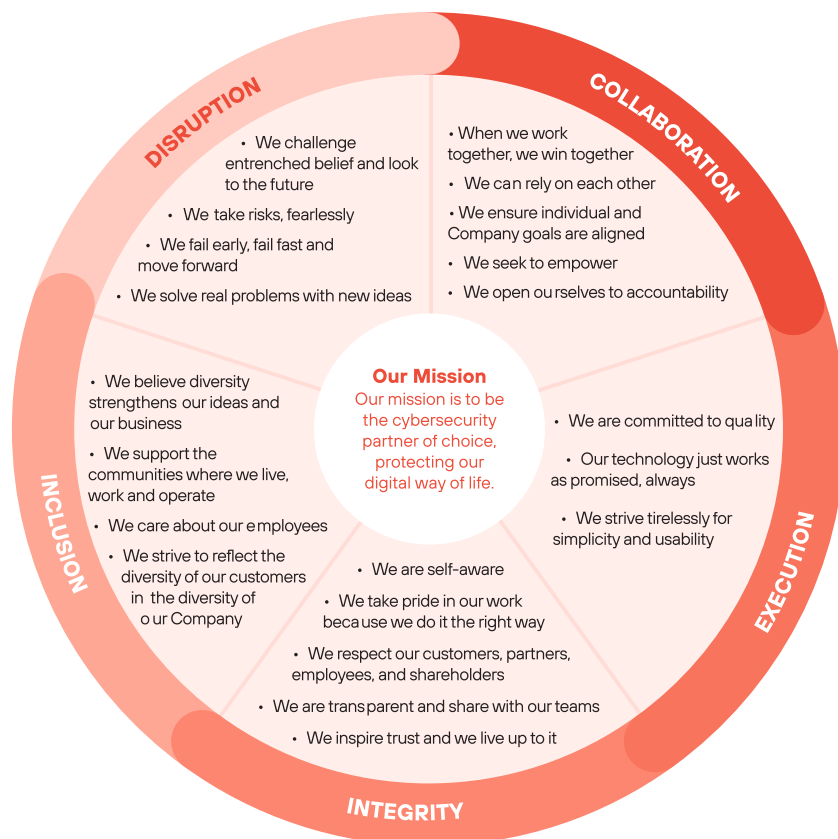 DISRUPTION
• We challenge
entrenched belief and look
to the future
• We take risks, fearlessly
• We fail early, fail fast and
move forward
• We solve real problems with new ideas
COLLABORATION
• When we work
together, we win together
• We can rely on each other
• We ensure individual and
Company goals are aligned
• We seek to empower
• We open ourselves to accountability
Our Mission
Our mission is to be
the cybersecurity
partner of choice,
protecting our
digital way of life.
EXECUTION
• We are committed to quality
• Our technology just works
as promised, always
• We strive tirelessly for
simplicity and usability
INTEGRITY
• We are self-aware
• We take pride in our work
because we do it the right way
• We respect our customers, partners,
employees, and shareholders
• We are transparent and share with our teams
• We inspire trust and we live up to it
INCLUSION
• We believe diversity
strengthens our ideas and
our business
• We support the
communities where we live,
work and operate
• We care about our employees
• We strive to reflect the
diversity of our customers
in the diversity of
our Company